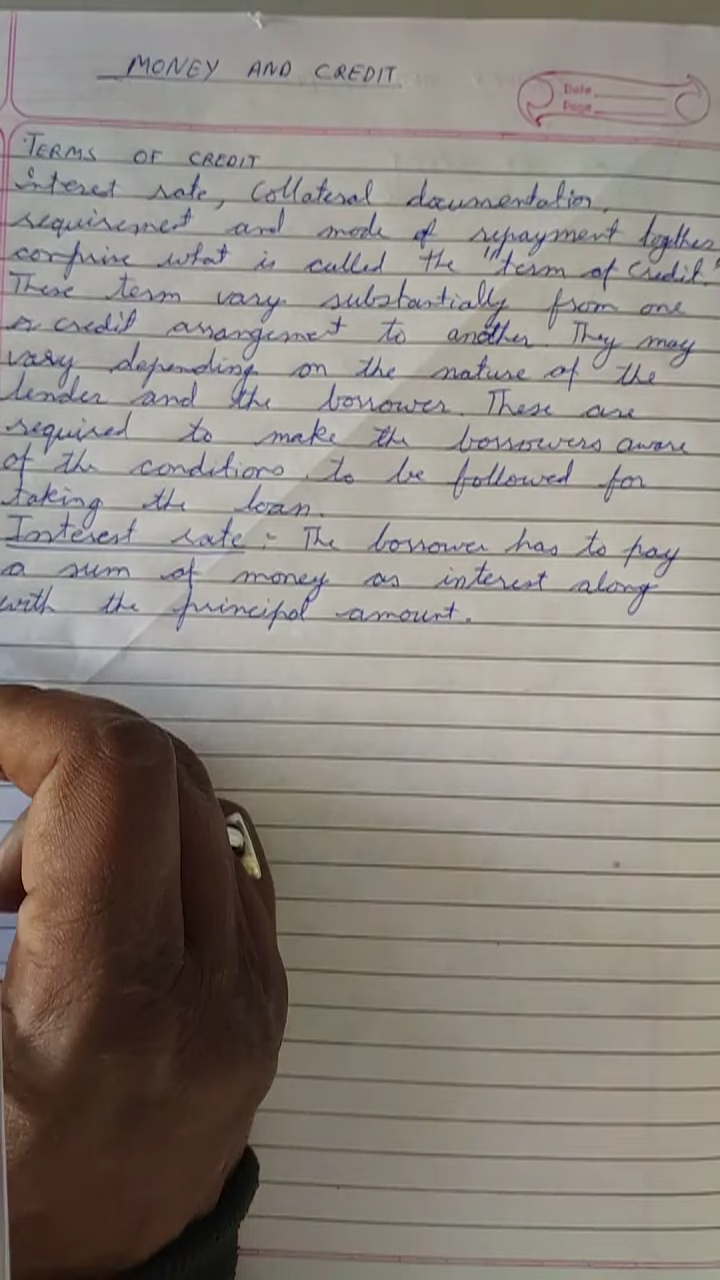 MONEY AND CREDIT
Date
Page
TERMS OF CREDIT
Interest rate, Collateral documentation,
requirement and mode of repayment together
comprise what is called the "term of Credit."
These term vary substantially from one
credit arrangement to another. They may
vary depending on the nature of the
lender and the borrower. These are
required to make the borrowers aware
of the conditions to be followed for
taking the loan.
Interest rate :- The borrower has to pay
a sum of money as interest along
with the principal amount.